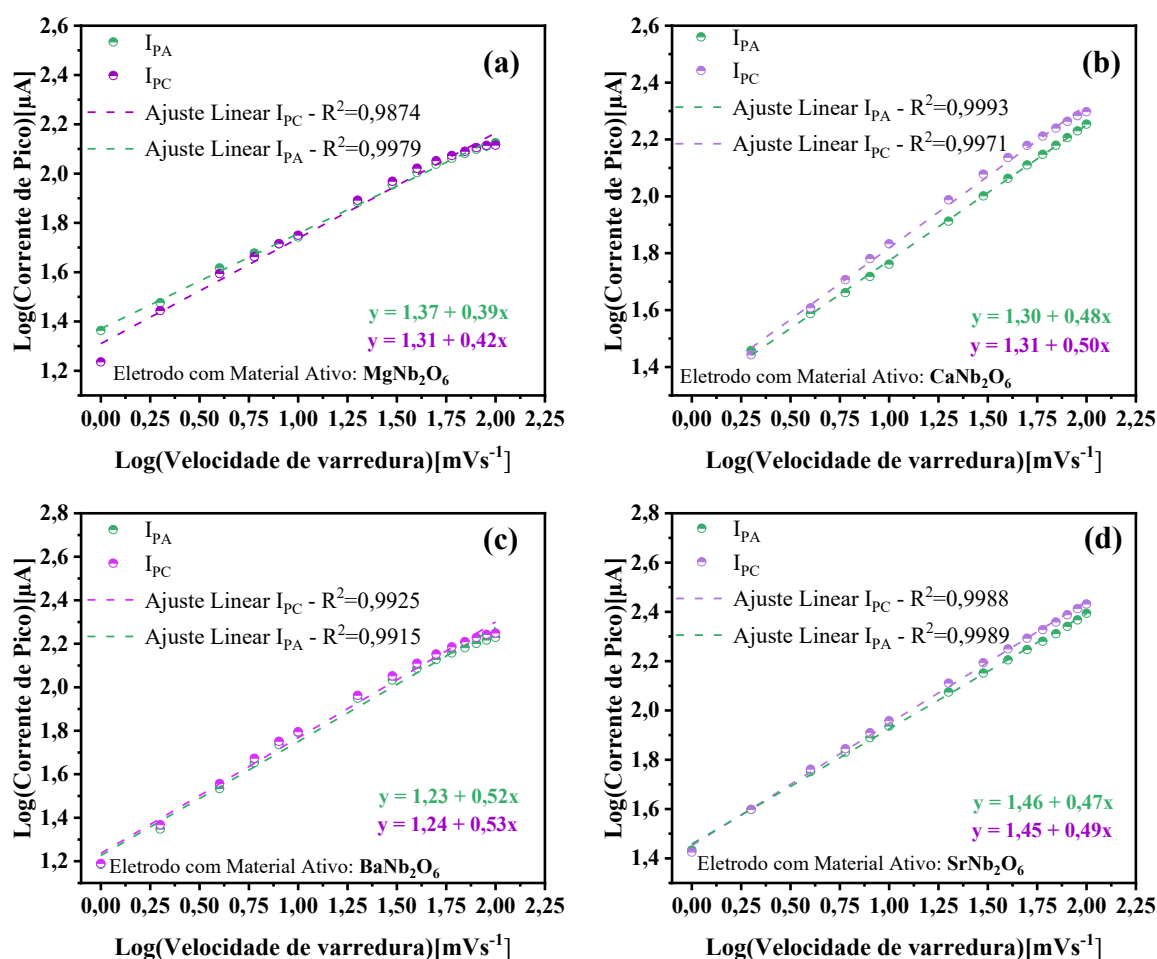 (a)
I_PA
I_PC
Ajuste Linear I_PC - R²=0,9874
Ajuste Linear I_PA - R²=0,9979
y = 1,37 + 0,39x
y = 1,31 + 0,42x
Eletrodo com Material Ativo: MgNb₂O₆
Log(Corrente de Pico)[µA]
2,6
2,4
2,2
2,0
1,8
1,6
1,4
1,2
0,00 0,25 0,50 0,75 1,00 1,25 1,50 1,75 2,00 2,25
Log(Velocidade de varredura)[mVs⁻¹]
(b)
I_PA
I_PC
Ajuste Linear I_PA - R²=0,9993
Ajuste Linear I_PC - R²=0,9971
y = 1,30 + 0,48x
y = 1,31 + 0,50x
Eletrodo com Material Ativo: CaNb₂O₆
Log(Corrente de Pico)[µA]
2,6
2,4
2,2
2,0
1,8
1,6
1,4
0,00 0,25 0,50 0,75 1,00 1,25 1,50 1,75 2,00 2,25
Log(Velocidade de varredura)[mVs⁻¹]
(c)
I_PA
I_PC
Ajuste Linear I_PC - R²=0,9925
Ajuste Linear I_PA - R²=0,9915
y = 1,23 + 0,52x
y = 1,24 + 0,53x
Eletrodo com Material Ativo: BaNb₂O₆
Log(Corrente de Pico)[µA]
2,8
2,6
2,4
2,2
2,0
1,8
1,6
1,4
1,2
0,00 0,25 0,50 0,75 1,00 1,25 1,50 1,75 2,00 2,25
Log(Velocidade de varredura)[mVs⁻¹]
(d)
I_PA
I_PC
Ajuste Linear I_PC - R²=0,9988
Ajuste Linear I_PA - R²=0,9989
y = 1,46 + 0,47x
y = 1,45 + 0,49x
Eletrodo com Material Ativo: SrNb₂O₆
Log(Corrente de Pico)[µA]
2,8
2,6
2,4
2,2
2,0
1,8
1,6
1,4
0,00 0,25 0,50 0,75 1,00 1,25 1,50 1,75 2,00 2,25
Log(Velocidade de varredura)[mVs⁻¹]